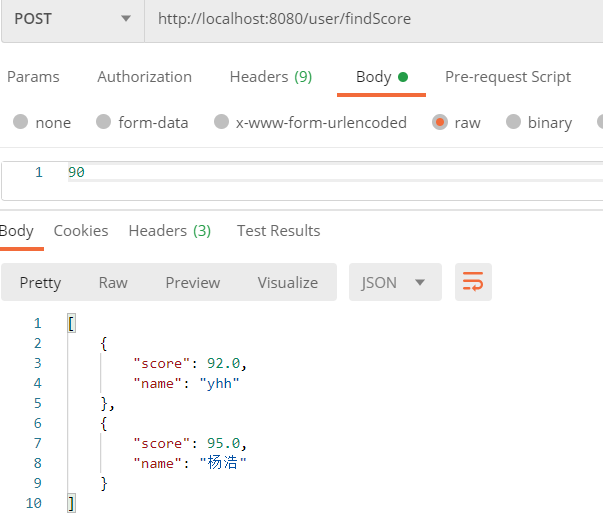 POST http://localhost:8080/user/findScore
Params Authorization Headers (9) Body Pre-request Script
none form-data x-www-form-urlencoded raw binary
1 90
Body Cookies Headers (3) Test Results
Pretty Raw Preview Visualize JSON
1 [
2 {
3 "score": 92.0,
4 "name": "yhh"
5 },
6 {
7 "score": 95.0,
8 "name": "杨浩"
9 }
10 ]